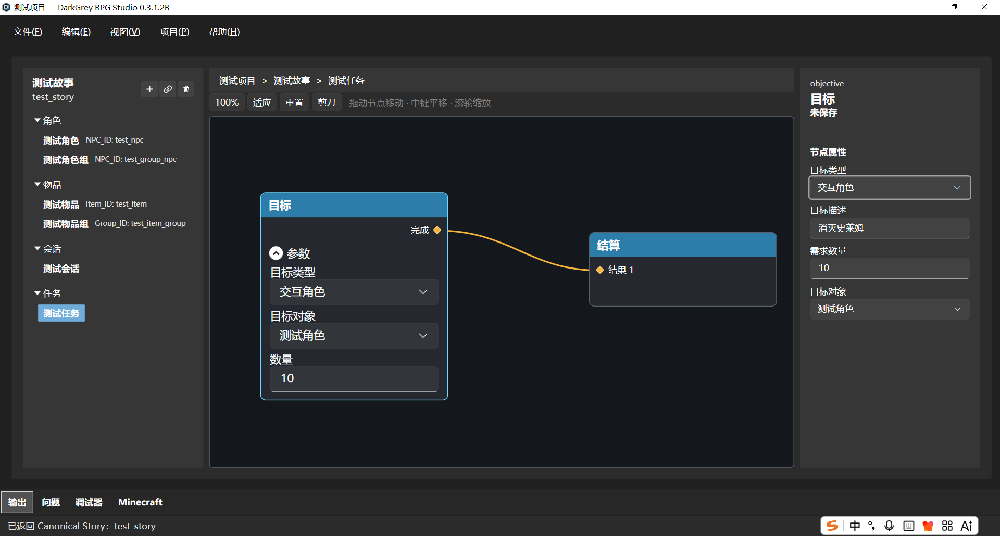 测试项目 — DarkGrey RPG Studio 0.3.1.2B
文件(F) 编辑(E) 视图(V) 项目(P) 帮助(H)
测试故事
test_story
角色
测试角色 NPC_ID: test_npc
测试角色组 NPC_ID: test_group_npc
物品
测试物品 Item_ID: test_item
测试物品组 Group_ID: test_item_group
会话
测试会话
任务
测试任务
测试项目 > 测试故事 > 测试任务
100% 适应 重置 剪刀 拖动节点移动 · 中键平移 · 滚轮缩放
目标
完成
参数
目标类型
交互角色
目标对象
测试角色
数量
10
结算
结果 1
objective
目标
未保存
节点属性
目标类型
交互角色
目标描述
消灭史莱姆
需求数量
10
目标对象
测试角色
输出 问题 调试器 Minecraft
已返回 Canonical Story：test_story
中